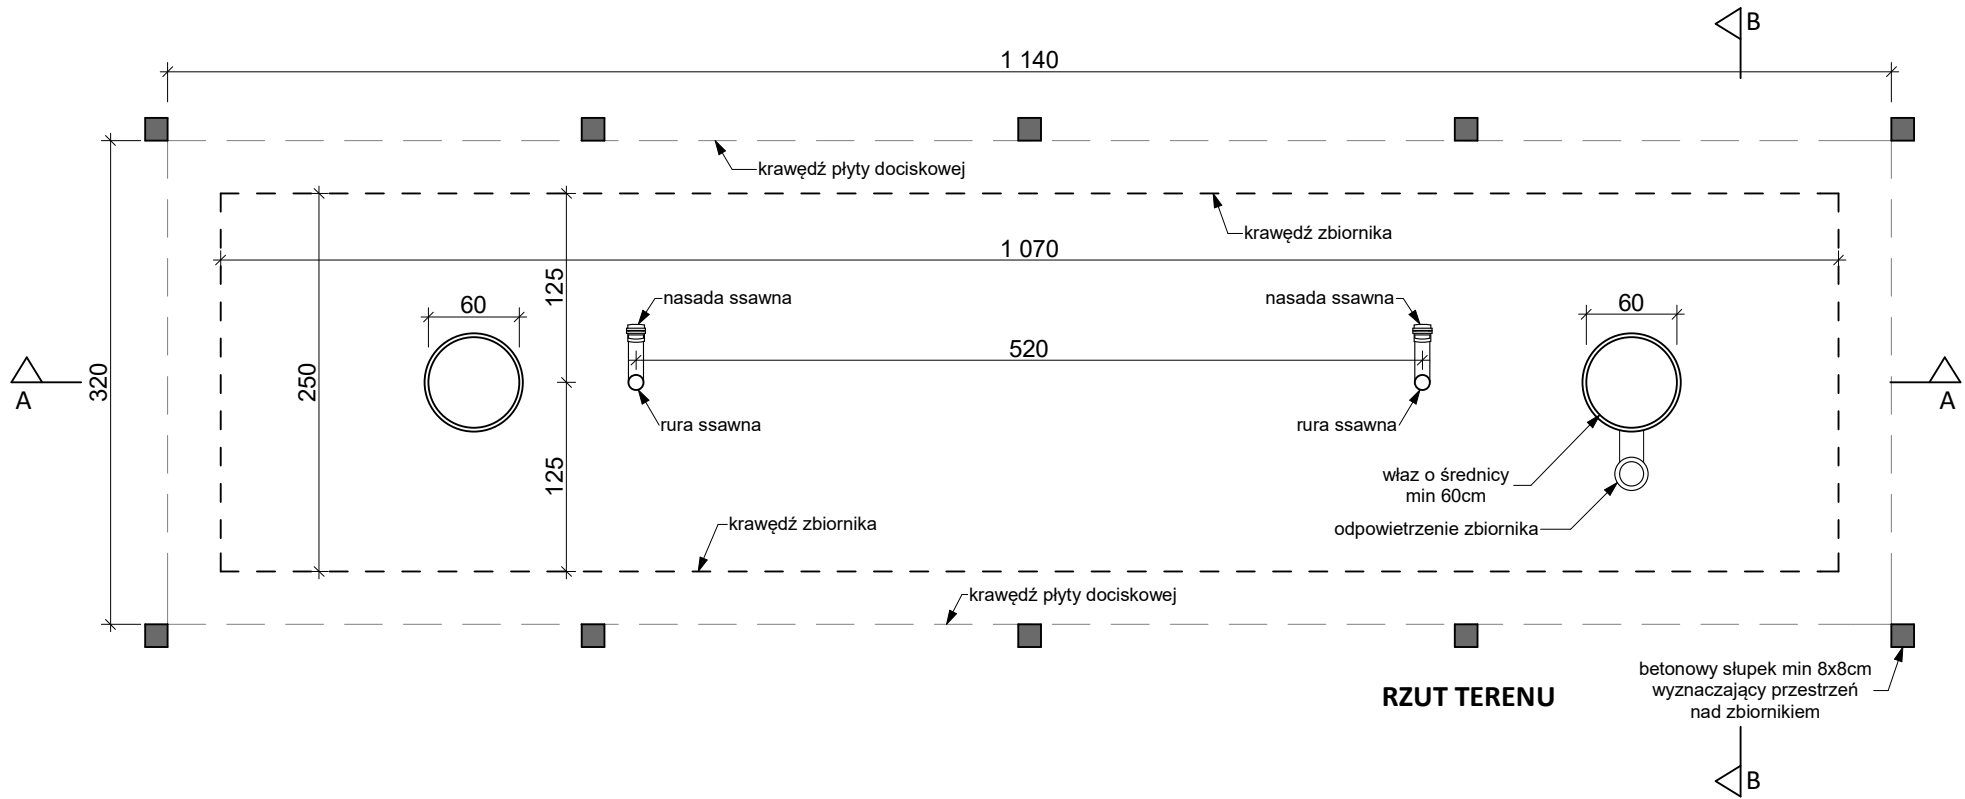 B
1 140
krawędź płyty dociskowej
krawędź zbiornika
1 070
125
nasada ssawna
nasada ssawna
60
60
520
320
250
A
A
rura ssawna
rura ssawna
125
właz o średnicy
min 60cm
krawędź zbiornika
odpowietrzenie zbiornika
krawędź płyty dociskowej
RZUT TERENU
betonowy słupek min 8x8cm
wyznaczający przestrzeń
nad zbiornikiem
B